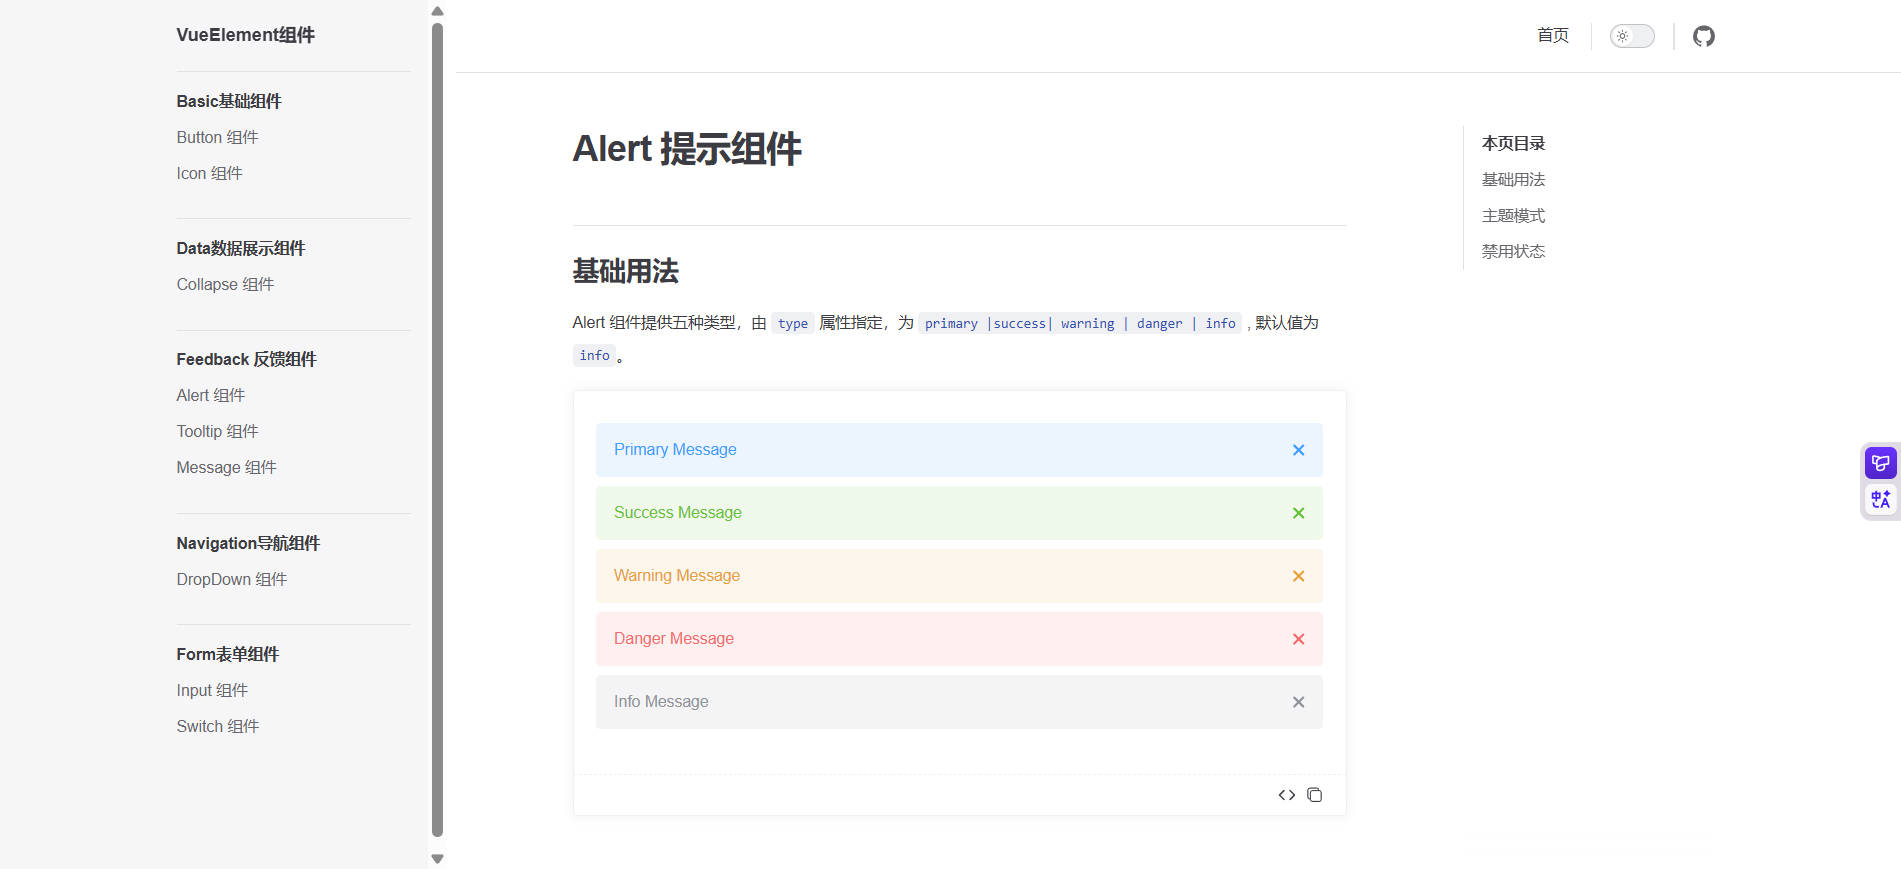 VueElement组件
Basic基础组件
Button 组件
Icon 组件
Data数据展示组件
Collapse 组件
Feedback 反馈组件
Alert 组件
Tooltip 组件
Message 组件
Navigation导航组件
DropDown 组件
Form表单组件
Input 组件
Switch 组件
首页
Alert 提示组件
基础用法
Alert 组件提供五种类型，由 type 属性指定，为 primary |success| warning | danger | info , 默认值为
info 。
Primary Message
Success Message
Warning Message
Danger Message
Info Message
本页目录
基础用法
主题模式
禁用状态
中A